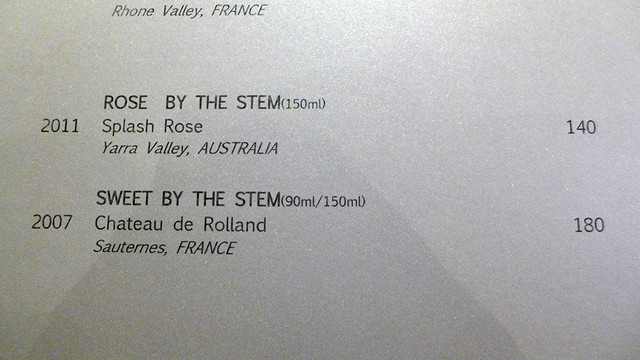 Rhone Valley, FRANCE
ROSE BY THE STEM(150ml)
2011 Splash Rose 140
Yarra Valley, AUSTRALIA
SWEET BY THE STEM(90ml/150ml)
2007 Chateau de Rolland 180
Sauternes, FRANCE